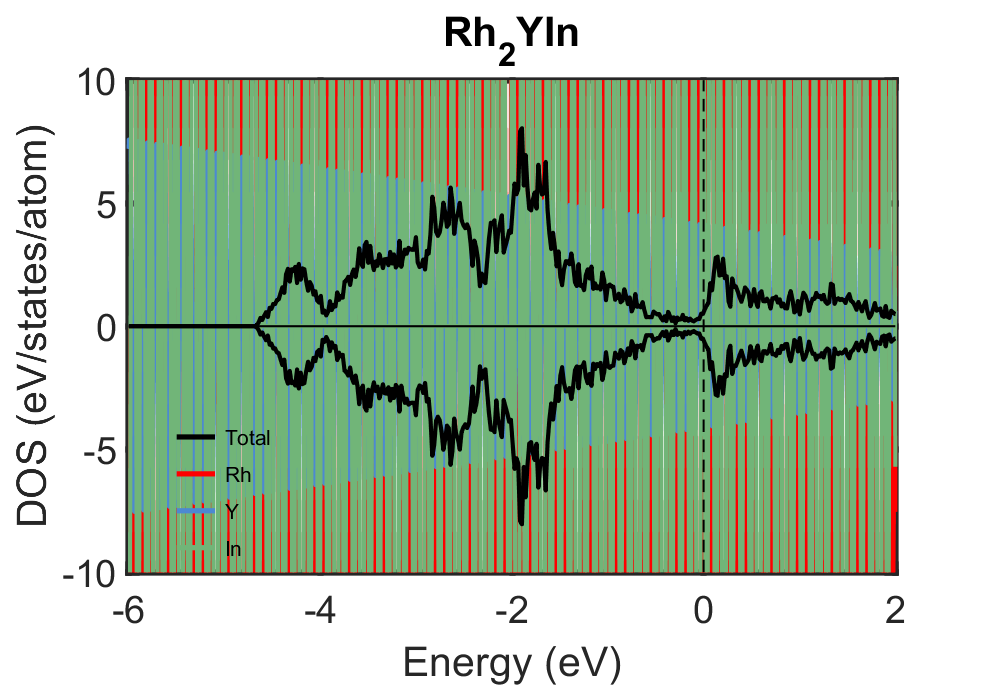 Rh2YIn
DOS (eV/states/atom)
10
5
0
-5
-10
Total
Rh
Y
In
-6 -4 -2 0 2
Energy (eV)